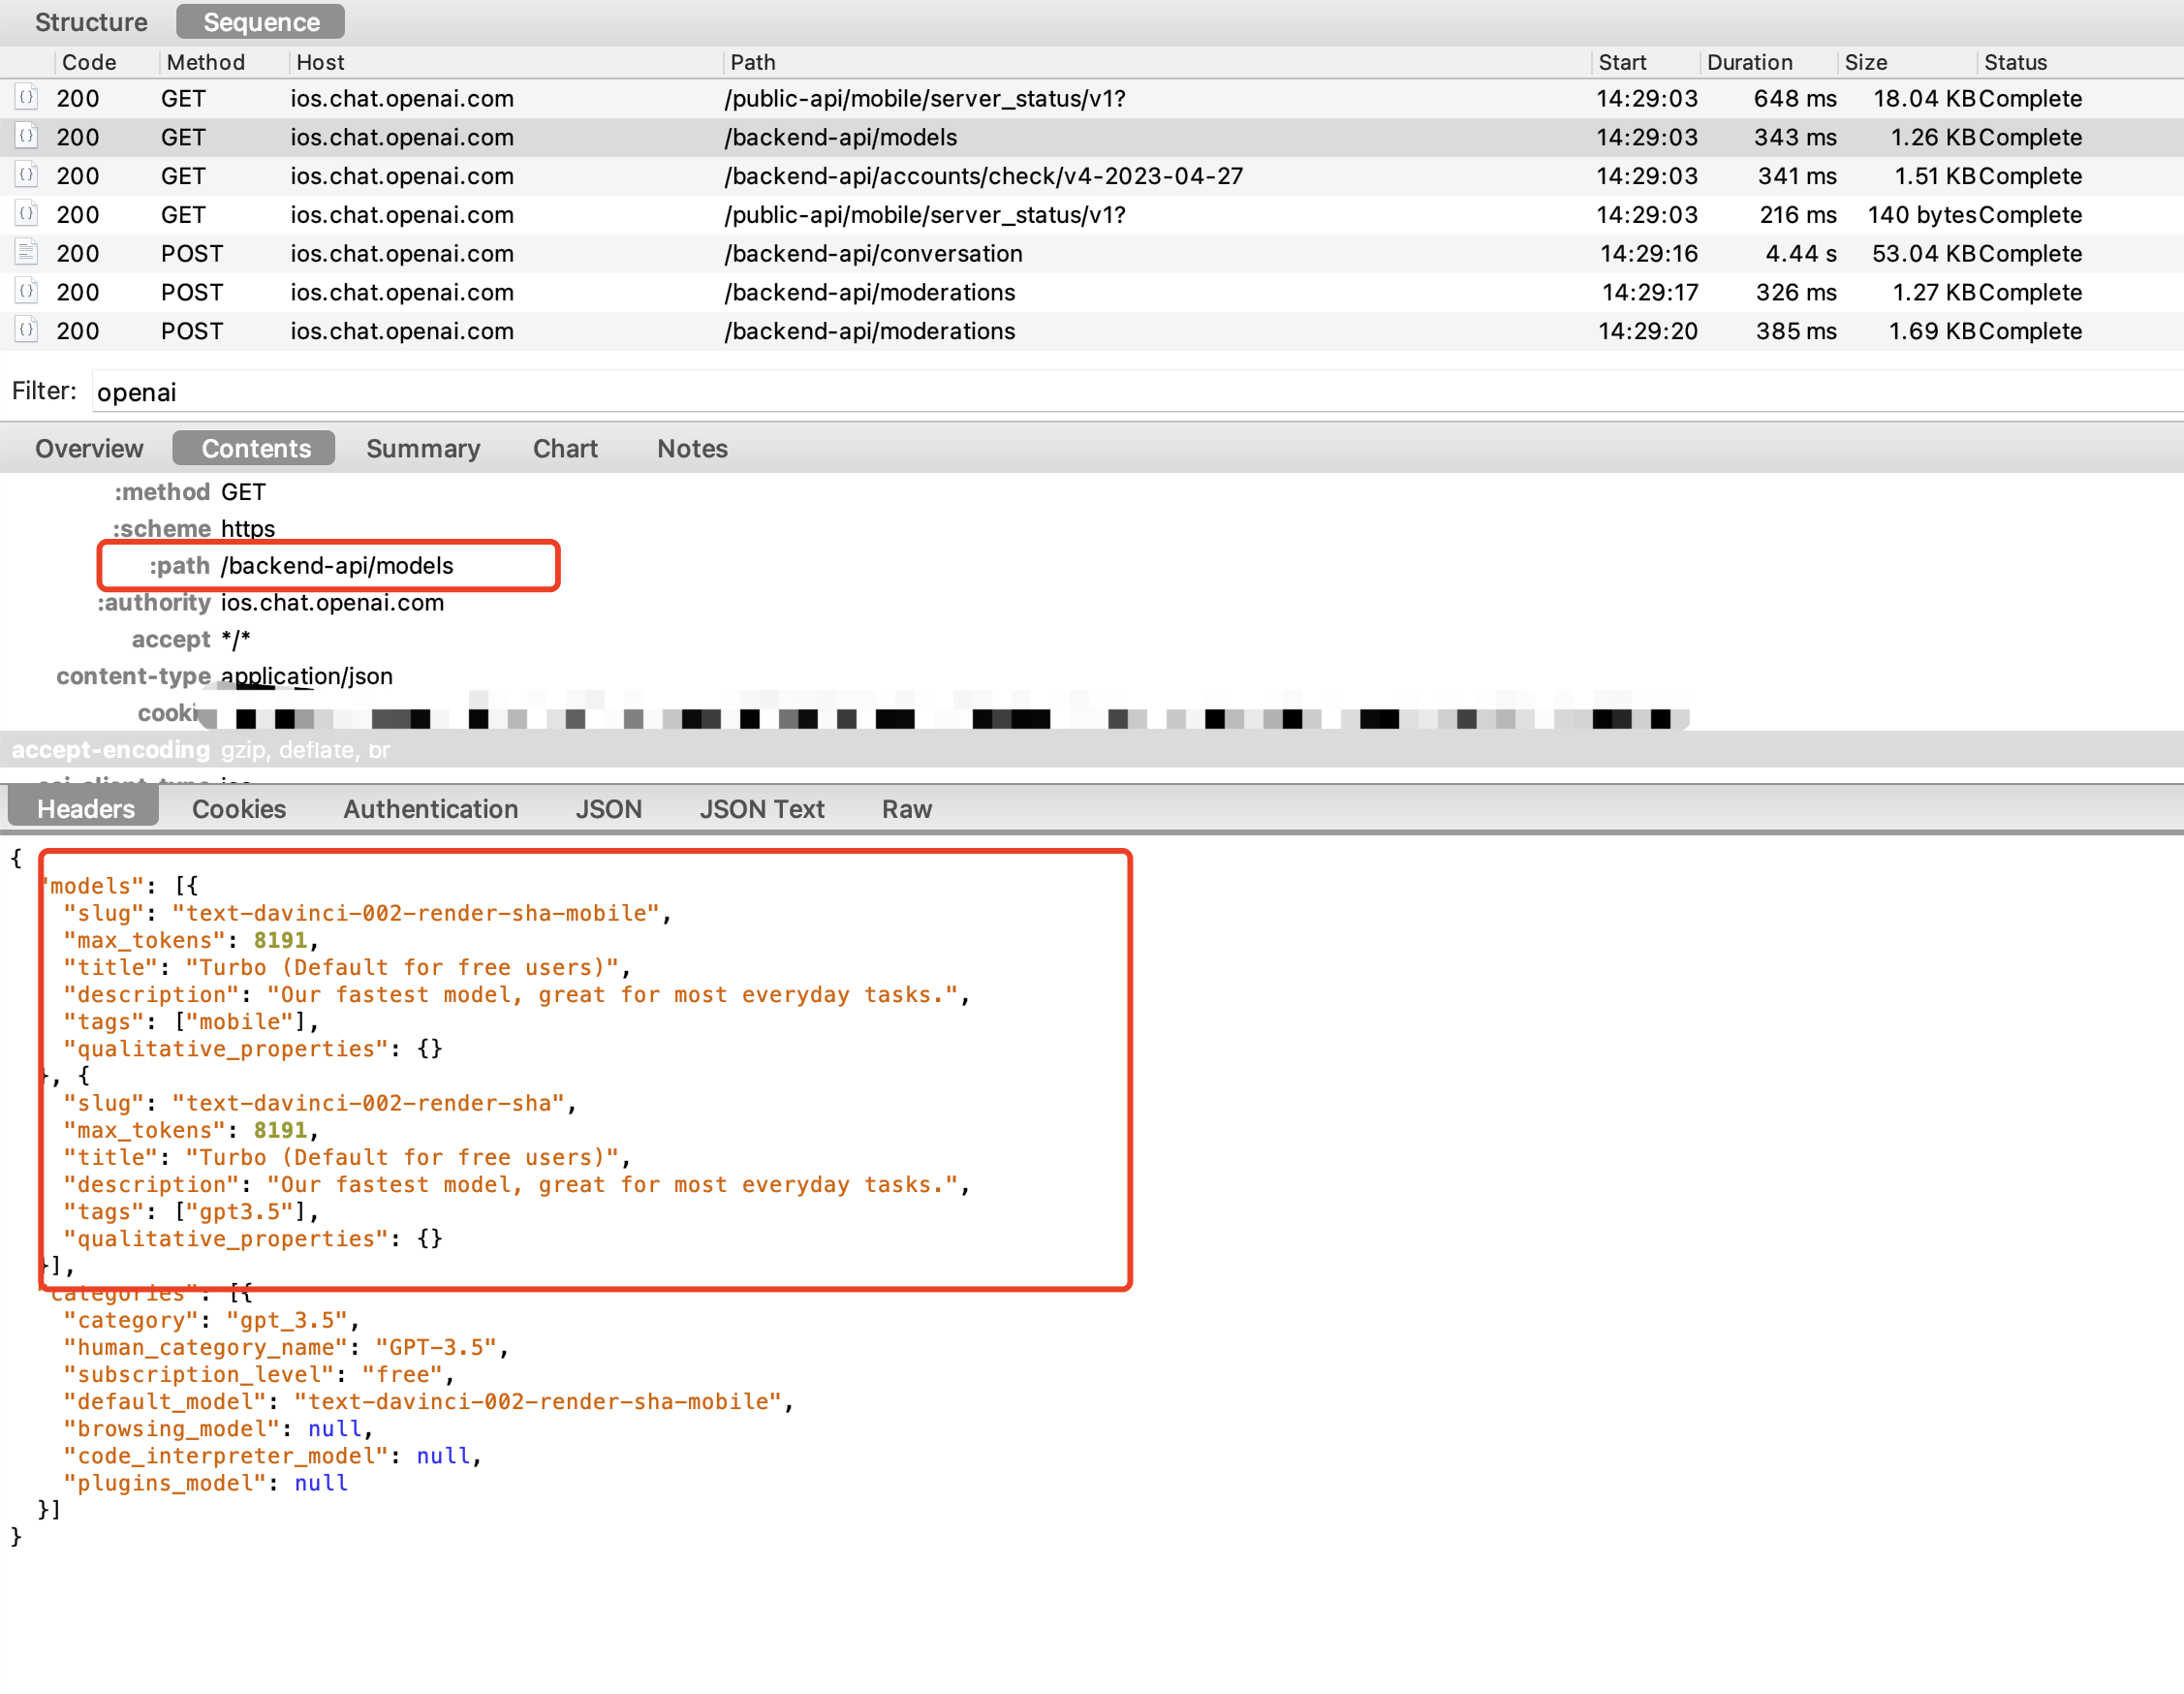 Structure Sequence
Code Method Host Path Start Duration Size Status
{} 200 GET ios.chat.openai.com /public-api/mobile/server_status/v1? 14:29:03 648 ms 18.04 KB Complete
{} 200 GET ios.chat.openai.com /backend-api/models 14:29:03 343 ms 1.26 KB Complete
{} 200 GET ios.chat.openai.com /backend-api/accounts/check/v4-2023-04-27 14:29:03 341 ms 1.51 KB Complete
{} 200 GET ios.chat.openai.com /public-api/mobile/server_status/v1? 14:29:03 216 ms 140 bytes Complete
200 POST ios.chat.openai.com /backend-api/conversation 14:29:16 4.44 s 53.04 KB Complete
{} 200 POST ios.chat.openai.com /backend-api/moderations 14:29:17 326 ms 1.27 KB Complete
{} 200 POST ios.chat.openai.com /backend-api/moderations 14:29:20 385 ms 1.69 KB Complete
Filter: openai
Overview Contents Summary Chart Notes
:method GET
:scheme https
:path /backend-api/models
:authority ios.chat.openai.com
accept */*
content-type application/json
cooki
accept-encoding gzip, deflate, br
Headers Cookies Authentication JSON JSON Text Raw
{
"models": [{
"slug": "text-davinci-002-render-sha-mobile",
"max_tokens": 8191,
"title": "Turbo (Default for free users)",
"description": "Our fastest model, great for most everyday tasks.",
"tags": ["mobile"],
"qualitative_properties": {}
}, {
"slug": "text-davinci-002-render-sha",
"max_tokens": 8191,
"title": "Turbo (Default for free users)",
"description": "Our fastest model, great for most everyday tasks.",
"tags": ["gpt3.5"],
"qualitative_properties": {}
}],
"categories": [{
"category": "gpt_3.5",
"human_category_name": "GPT-3.5",
"subscription_level": "free",
"default_model": "text-davinci-002-render-sha-mobile",
"browsing_model": null,
"code_interpreter_model": null,
"plugins_model": null
}]
}